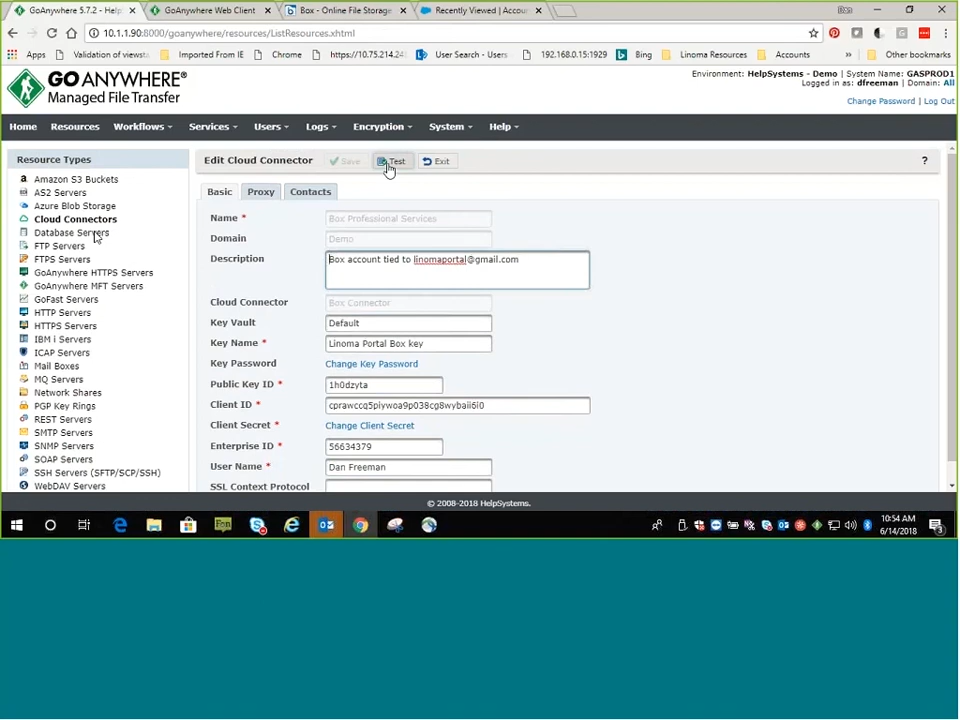 GoAnywhere 5.7.2 - Help
GoAnywhere Web Client
Box - Online File Storage
Recently Viewed | Accou
10.1.1.90:8000/goanywhere/resources/ListResources.xhtml
Apps
Validation of viewst
Imported From IE
Chrome
https://10.75.214.24
User Search - Users
192.168.0.15:1929
Bing
Linoma Resources
Accounts
»
Other bookmarks
GO ANYWHERE®
Managed File Transfer
Environment: HelpSystems - Demo | System Name: GASPROD1
Logged in as: dfreeman | Domain: All
Change Password | Log Out
Home
Resources
Workflows
Services
Users
Logs
Encryption
System
Help
Resource Types
Amazon S3 Buckets
AS2 Servers
Azure Blob Storage
Cloud Connectors
Database Servers
FTP Servers
FTPS Servers
GoAnywhere HTTPS Servers
GoAnywhere MFT Servers
GoFast Servers
HTTP Servers
HTTPS Servers
IBM i Servers
ICAP Servers
Mail Boxes
MQ Servers
Network Shares
PGP Key Rings
REST Servers
SMTP Servers
SNMP Servers
SOAP Servers
SSH Servers (SFTP/SCP/SSH)
WebDAV Servers
Edit Cloud Connector
Save
Test
Exit
?
Basic
Proxy
Contacts
Name *
Box Professional Services
Domain
Demo
Description
Box account tied to linomaportal@gmail.com
Cloud Connector
Box Connector
Key Vault
Default
Key Name *
Linoma Portal Box key
Key Password
Change Key Password
Public Key ID *
1h0dzyta
Client ID *
cprawccq5piywoa9p038cg8wybaii6i0
Client Secret *
Change Client Secret
Enterprise ID *
56634379
User Name *
Dan Freeman
SSL Context Protocol
© 2008-2018 HelpSystems.
10:54 AM
6/14/2018